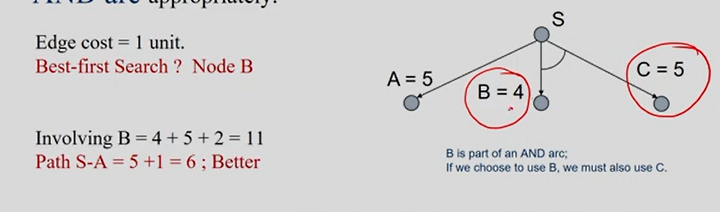 AND arc appropriately.
Edge cost = 1 unit.
Best-first Search ? Node B
Involving B = 4 + 5 + 2 = 11
Path S-A = 5 +1 = 6 ; Better
S
A = 5
B = 4
C = 5
B is part of an AND arc;
If we choose to use B, we must also use C.